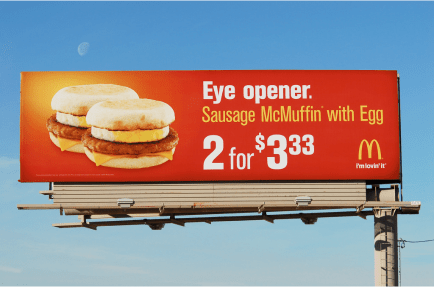 Eye opener.
Sausage McMuffin® with Egg
2 for $3.33
i'm lovin' it®